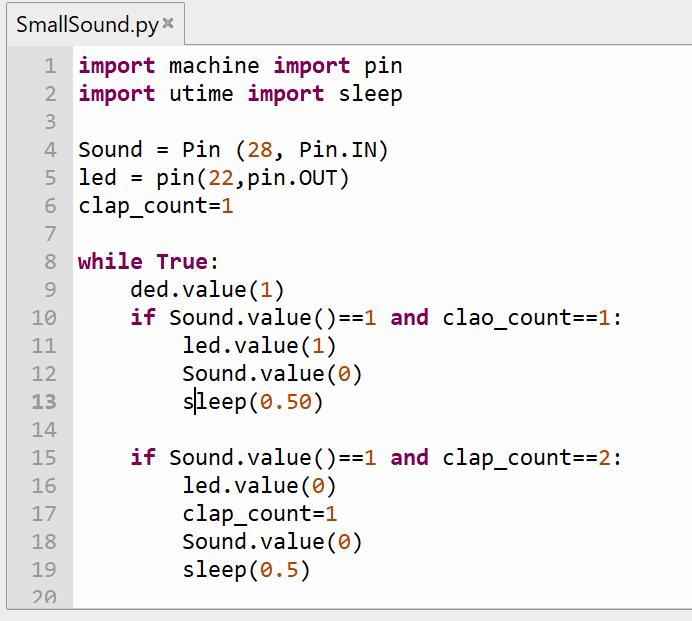 SmallSound.py
1 import machine import pin
2 import utime import sleep
3
4 Sound = Pin (28, Pin.IN)
5 led = pin(22,pin.OUT)
6 clap_count=1
7
8 while True:
9     ded.value(1)
10     if Sound.value()==1 and clao_count==1:
11         led.value(1)
12         Sound.value(0)
13         sleep(0.50)
14
15     if Sound.value()==1 and clap_count==2:
16         led.value(0)
17         clap_count=1
18         Sound.value(0)
19         sleep(0.5)
20